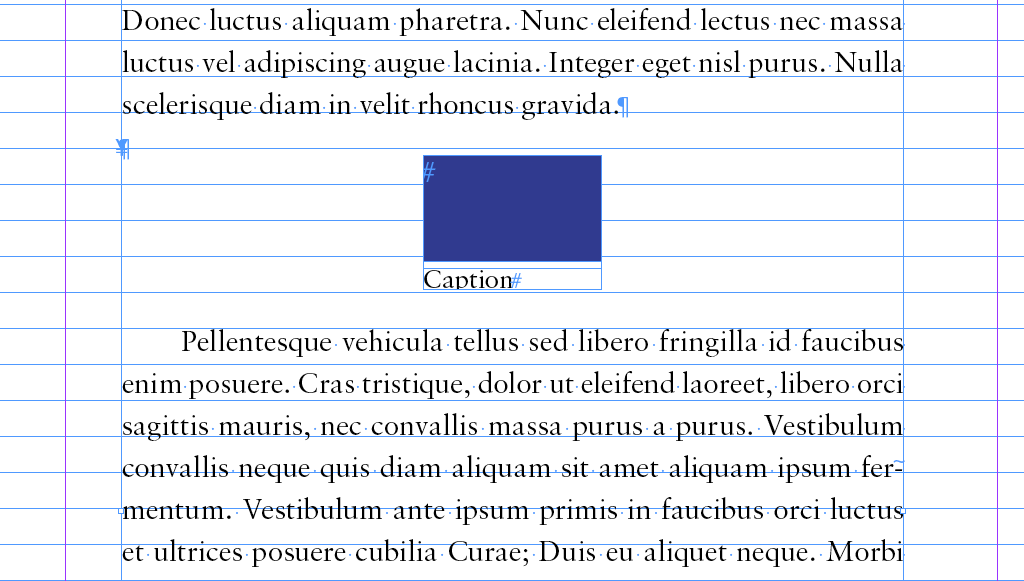 Donec luctus aliquam pharetra. Nunc eleifend lectus nec massa
luctus vel adipiscing augue lacinia. Integer eget nisl purus. Nulla
scelerisque diam in velit rhoncus gravida.¶
¶
#
Caption#
Pellentesque vehicula tellus sed libero fringilla id faucibus
enim posuere. Cras tristique, dolor ut eleifend laoreet, libero orci
sagittis mauris, nec convallis massa purus a purus. Vestibulum
convallis neque quis diam aliquam sit amet aliquam ipsum fer-
mentum. Vestibulum ante ipsum primis in faucibus orci luctus
et ultrices posuere cubilia Curae; Duis eu aliquet neque. Morbi